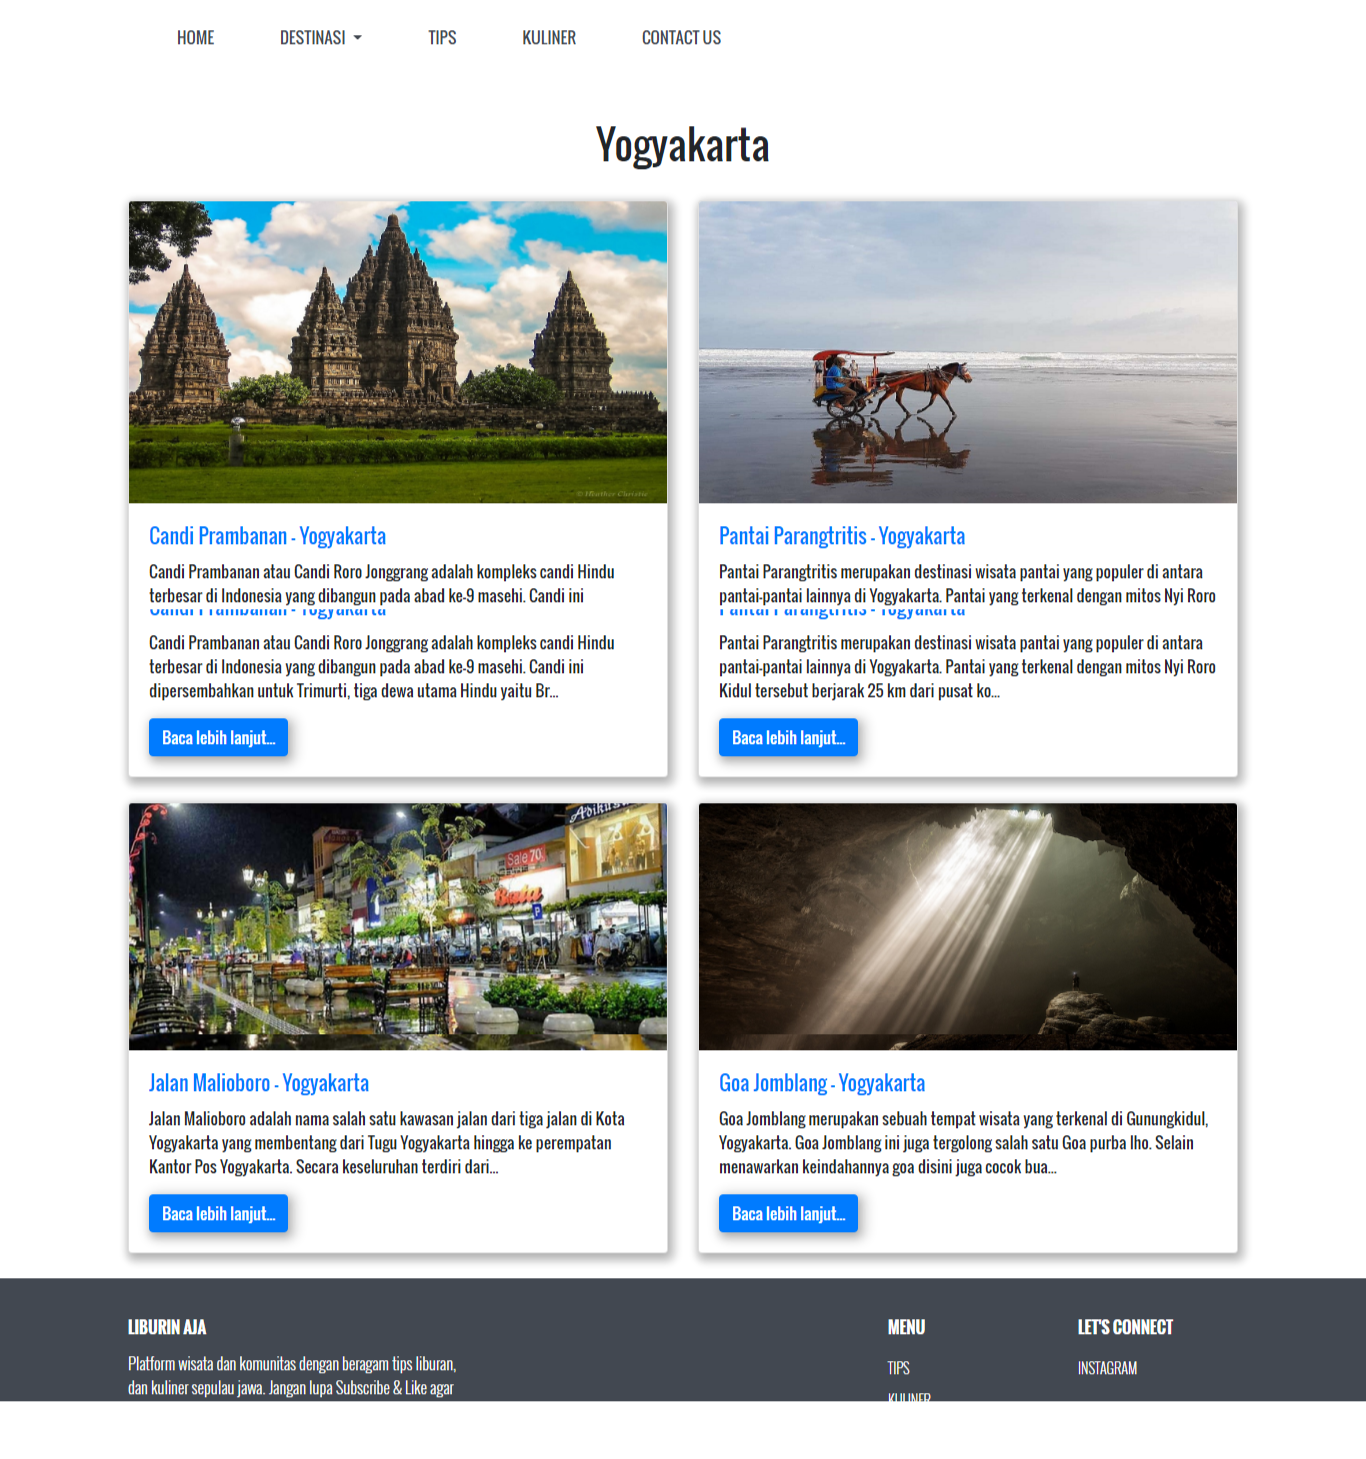 HOME DESTINASI TIPS KULINER CONTACT US
Yogyakarta
© Heather Christie
Candi Prambanan - Yogyakarta
Candi Prambanan atau Candi Roro Jonggrang adalah kompleks candi Hindu
terbesar di Indonesia yang dibangun pada abad ke-9 masehi. Candi ini
Candi Prambanan - Yogyakarta
Candi Prambanan atau Candi Roro Jonggrang adalah kompleks candi Hindu
terbesar di Indonesia yang dibangun pada abad ke-9 masehi. Candi ini
dipersembahkan untuk Trimurti, tiga dewa utama Hindu yaitu Br...
Baca lebih lanjut...
Pantai Parangtritis - Yogyakarta
Pantai Parangtritis merupakan destinasi wisata pantai yang populer di antara
pantai-pantai lainnya di Yogyakarta. Pantai yang terkenal dengan mitos Nyi Roro
Pantai Parangtritis - Yogyakarta
Pantai Parangtritis merupakan destinasi wisata pantai yang populer di antara
pantai-pantai lainnya di Yogyakarta. Pantai yang terkenal dengan mitos Nyi Roro
Kidul tersebut berjarak 25 km dari pusat ko...
Baca lebih lanjut...
Sale 70%
Bata
P
Jalan Malioboro - Yogyakarta
Jalan Malioboro adalah nama salah satu kawasan jalan dari tiga jalan di Kota
Yogyakarta yang membentang dari Tugu Yogyakarta hingga ke perempatan
Kantor Pos Yogyakarta. Secara keseluruhan terdiri dari...
Baca lebih lanjut...
Goa Jomblang - Yogyakarta
Goa Jomblang merupakan sebuah tempat wisata yang terkenal di Gunungkidul,
Yogyakarta. Goa Jomblang ini juga tergolong salah satu Goa purba lho. Selain
menawarkan keindahannya goa disini juga cocok bua...
Baca lebih lanjut...
LIBURIN AJA
Platform wisata dan komunitas dengan beragam tips liburan,
dan kuliner sepulau jawa. Jangan lupa Subscribe & Like agar
MENU
TIPS
KULINER
LET'S CONNECT
INSTAGRAM